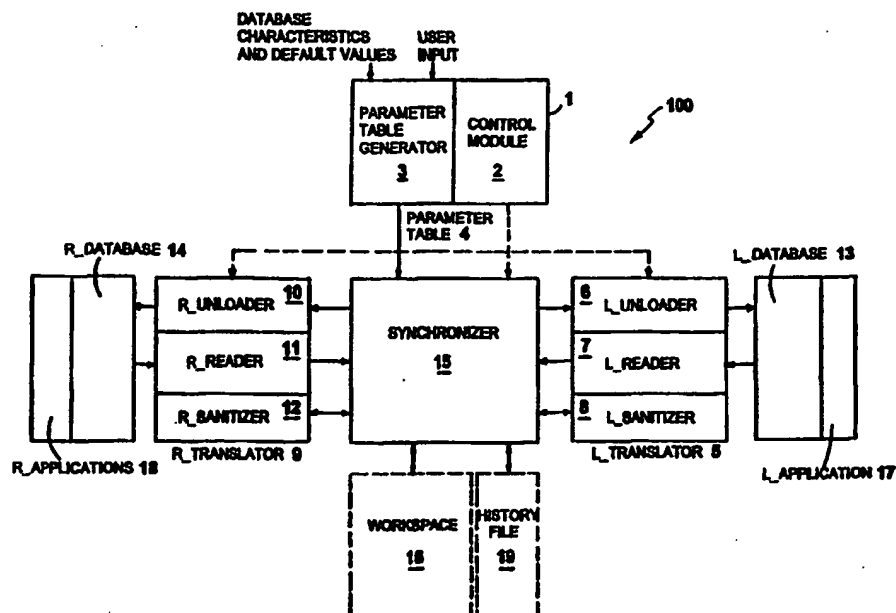 DATABASE
CHARACTERISTICS
AND DEFAULT VALUES
USER
INPUT
PARAMETER
TABLE
GENERATOR
3
CONTROL
MODULE
2
1
100
PARAMETER
TABLE 4
R_DATABASE 14
L_DATABASE 13
R_UNLOADER
10
R_READER
11
R_SANITIZER
12
SYNCHRONIZER
15
6
L_UNLOADER
7
L_READER
8
L_SANITIZER
R_APPLICATIONS 18
R_TRANSLATOR 9
L_TRANSLATOR 5
L_APPLICATION 17
WORKSPACE
16
HISTORY
FILE
19